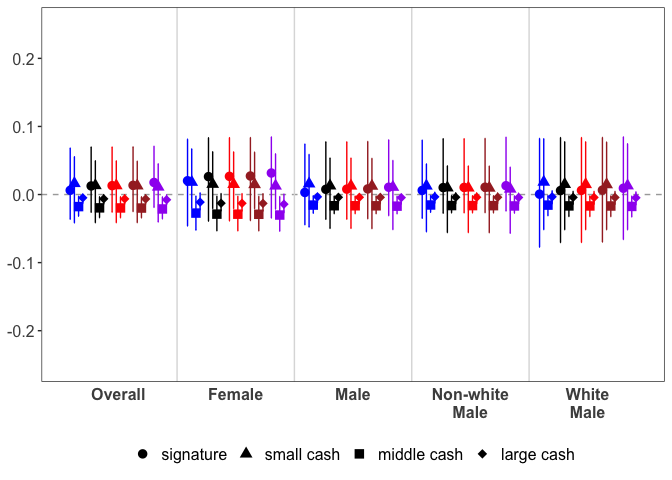 0.2
0.1
0.0
-0.1
-0.2
Overall Female Male Non-white White
Male Male
signature small cash middle cash large cash